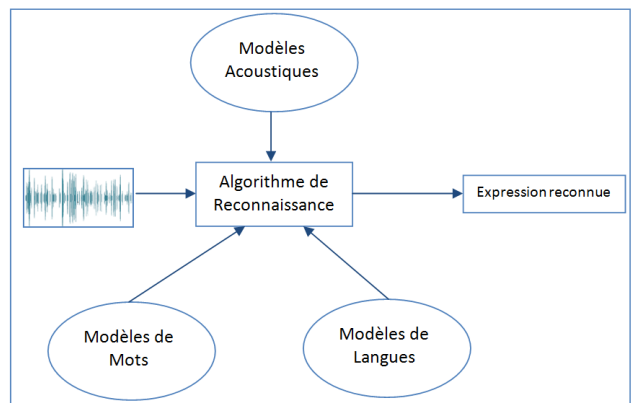 Modèles
Acoustiques
Algorithme de
Reconnaissance
Expression reconnue
Modèles de
Mots
Modèles de
Langues